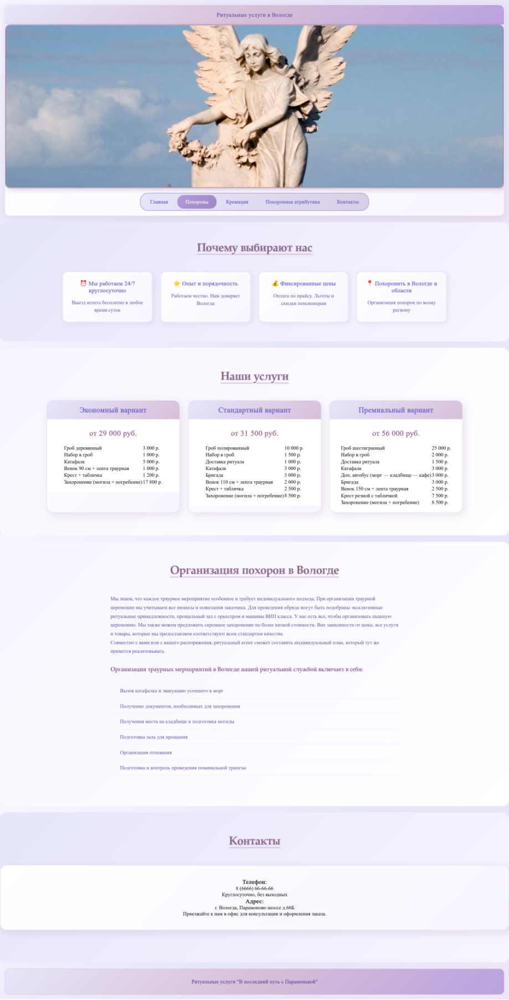 Ритуальные услуги в Вологде
Главная Похороны Кремация Похоронная атрибутика Контакты
Почему выбирают нас
⏰ Мы работаем 24/7
круглосуточно
Выезд агента бесплатно в любое
время суток
⭐ Опыт и порядочность
Работаем честно. Нам доверяет
Вологда
💰 Фиксированные цены
Оплата по прайсу. Льготы и
скидки пенсионерам
📍 Похоронить в Вологде и
области
Организация похорон по всему
региону
Наши услуги
Экономный вариант
от 29 000 руб.
Гроб деревянный 3 000 р.
Набор в гроб 1 000 р.
Катафалк 5 000 р.
Венок 90 см + лента траурная 1 000 р.
Крест + табличка 1 200 р.
Захоронение (могила + погребение) 17 800 р.
Стандартный вариант
от 31 500 руб.
Гроб полированный 10 000 р.
Набор в гроб 1 500 р.
Доставка ритуала 1 000 р.
Катафалк 3 000 р.
Бригада 3 000 р.
Венок 110 см + лента траурная 2 000 р.
Крест + табличка 2 500 р.
Захоронение (могила + погребение) 8 500 р.
Премиальный вариант
от 56 000 руб.
Гроб шестигранный 25 000 р.
Набор в гроб 2 000 р.
Доставка ритуала 1 500 р.
Катафалк 3 000 р.
Доп. автобус (морг — кладбище — кафе) 3 000 р.
Бригада 3 000 р.
Венок 150 см + лента траурная 2 500 р.
Крест резной с табличкой 7 500 р.
Захоронение (могила + погребение) 8 500 р.
Организация похорон в Вологде
Мы знаем, что каждое траурное мероприятие особенное и требует индивидуального подхода. При организации траурной
церемонии мы учитываем все нюансы и пожелания заказчика. Для проведения обряда могут быть подобраны эксклюзивные
ритуальные принадлежности, прощальный зал с оркестром и машины ВИП класса. У нас есть все, чтобы организовать пышную
церемонию. Мы также можем предложить скромное захоронение по более низкой стоимости. Вне зависимости от цены, все услуги
и товары, которые мы предоставляем соответствуют всем стандартам качества.
Совместно с вами или с вашего распоряжения, ритуальный агент сможет составить индивидуальный план, который тут же
примется реализовывать.
Организация траурных мероприятий в Вологде нашей ритуальной службой включает в себя:
Вызов катафалка и эвакуацию усопшего в морг
Получение документов, необходимых для захоронения
Получения места на кладбище и подготовка могилы
Подготовка зала для прощания
Организация отпевания
Подготовка и контроль проведения поминальной трапезы
Контакты
Телефон:
8 (6666) 66-66-66
Круглосуточно, без выходных
Адрес:
г. Вологда, Парамоново шоссе д.66Б
Приезжайте к нам в офис для консультации и оформления заказа.
Ритуальные услуги "В последний путь с Парамонькой"